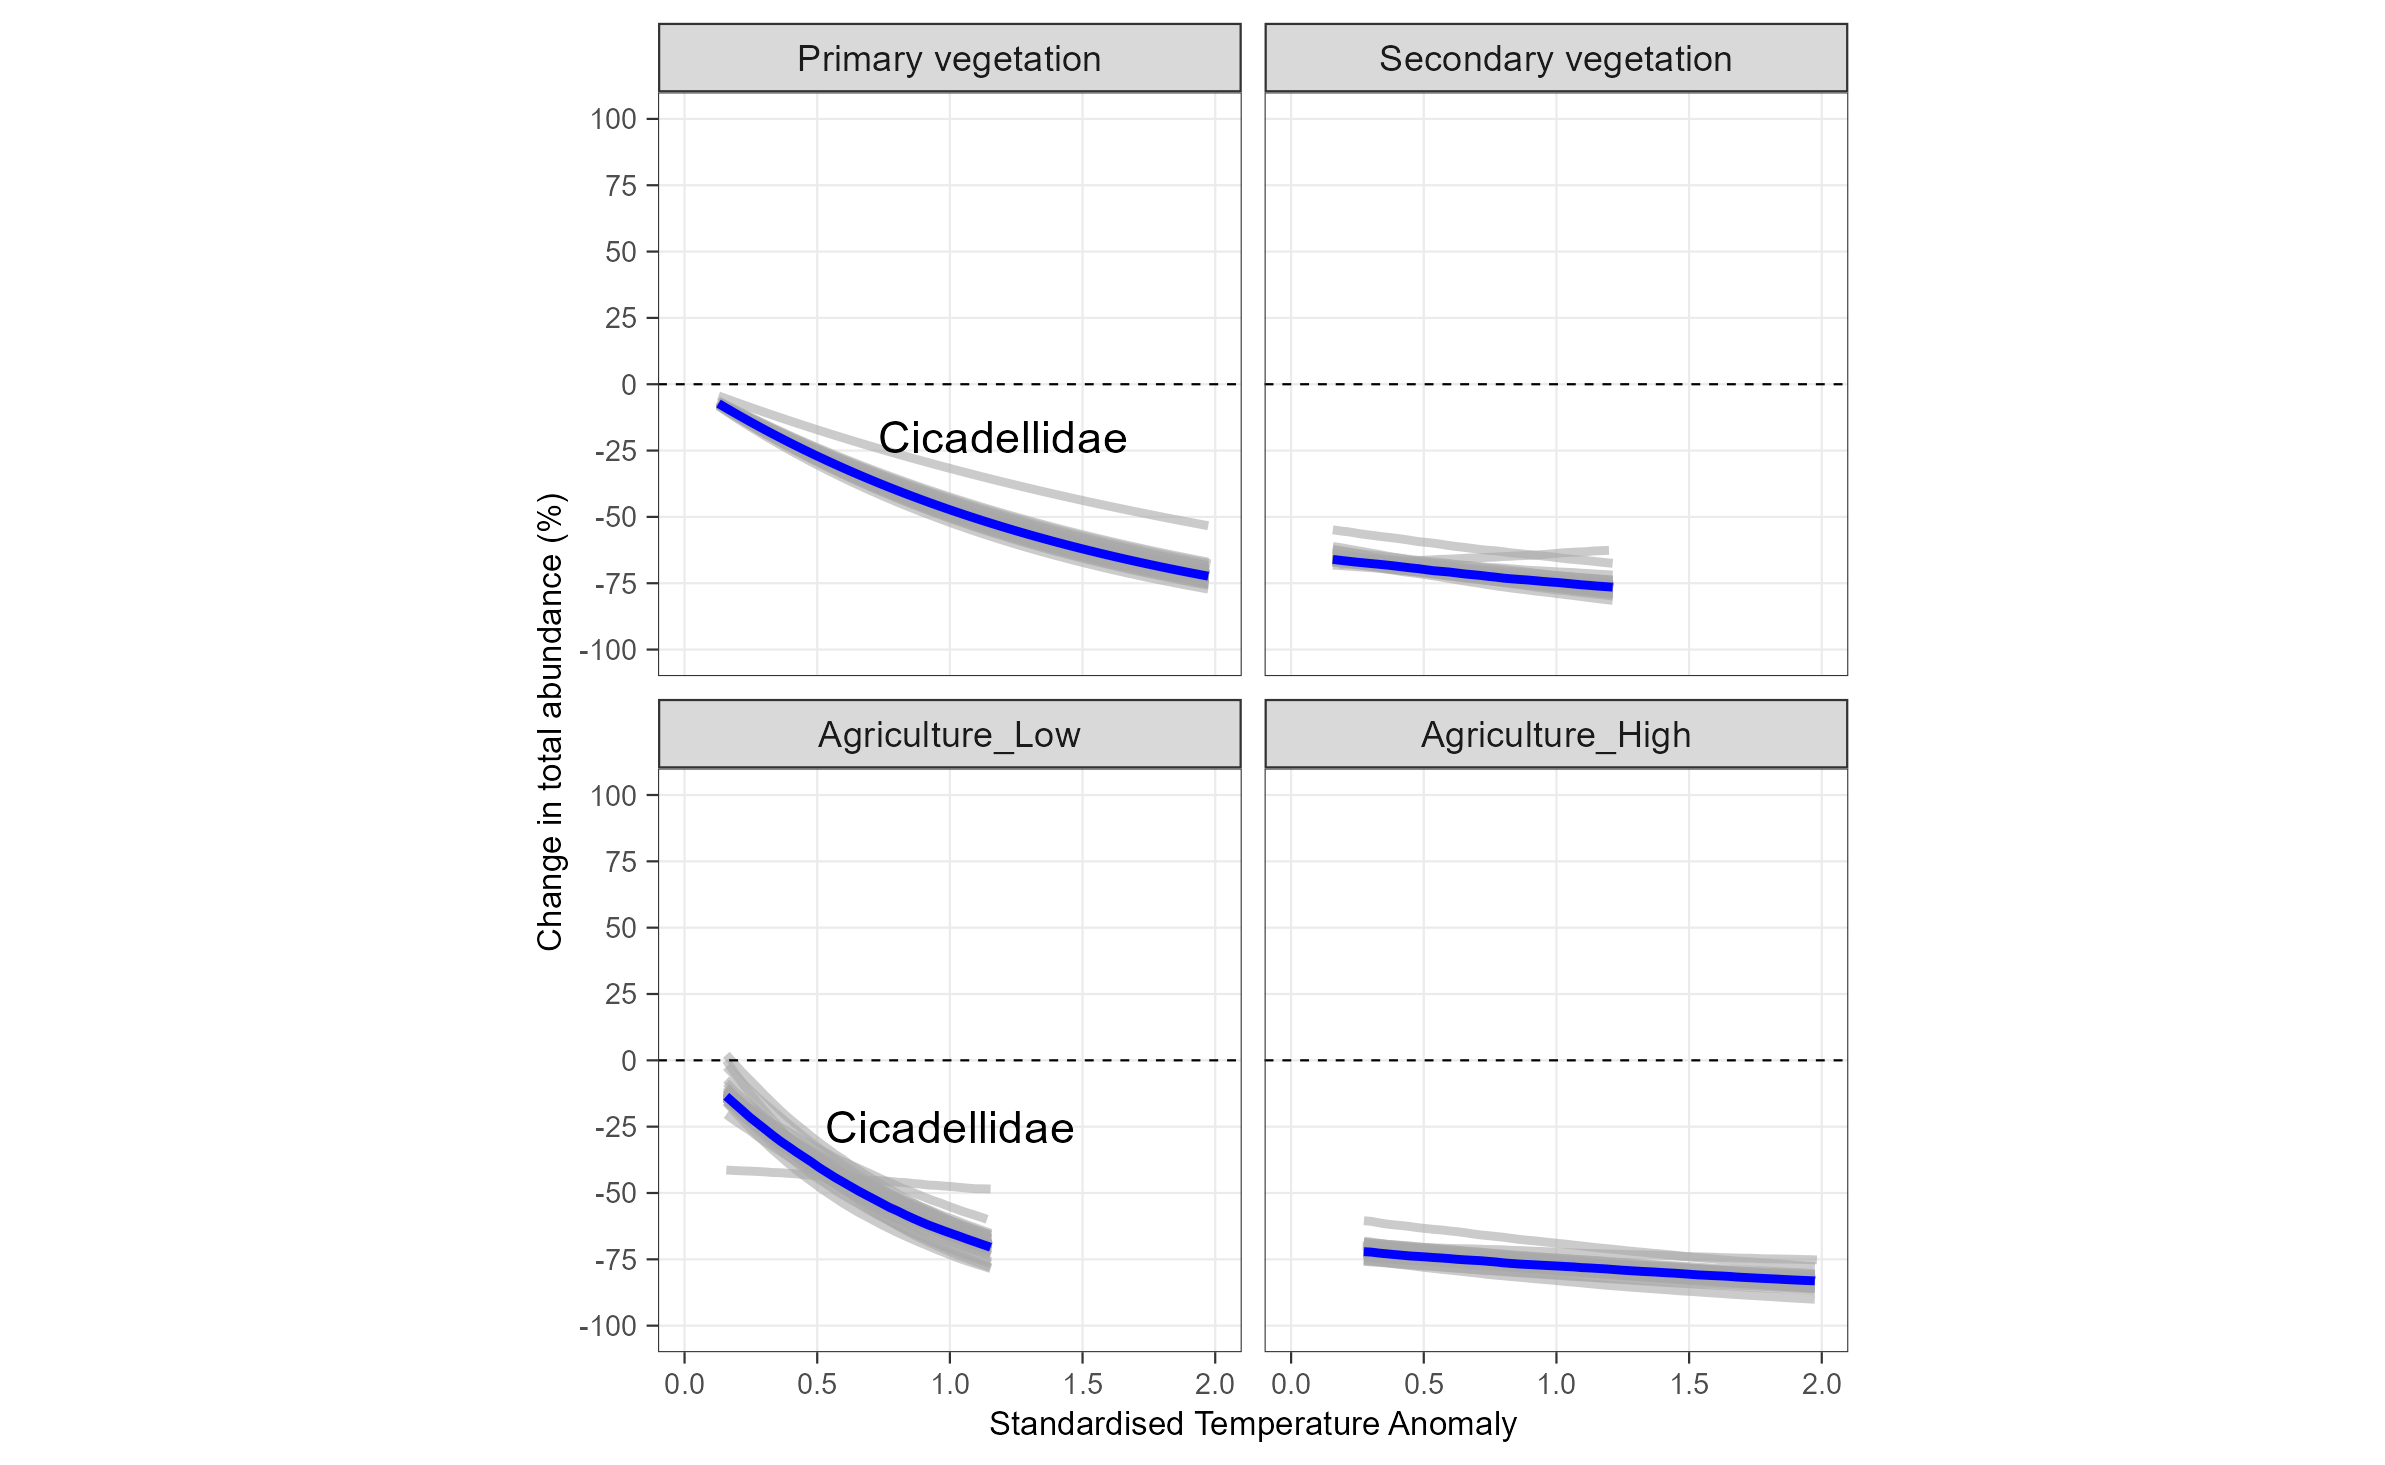 Primary vegetation
Secondary vegetation
100
75
50
25
0
-25
-50
-75
-100
Cicadellidae
Agriculture_Low
Agriculture_High
100
75
50
25
0
-25
-50
-75
-100
Cicadellidae
0.0 0.5 1.0 1.5 2.0
0.0 0.5 1.0 1.5 2.0
Standardised Temperature Anomaly
Change in total abundance (%)